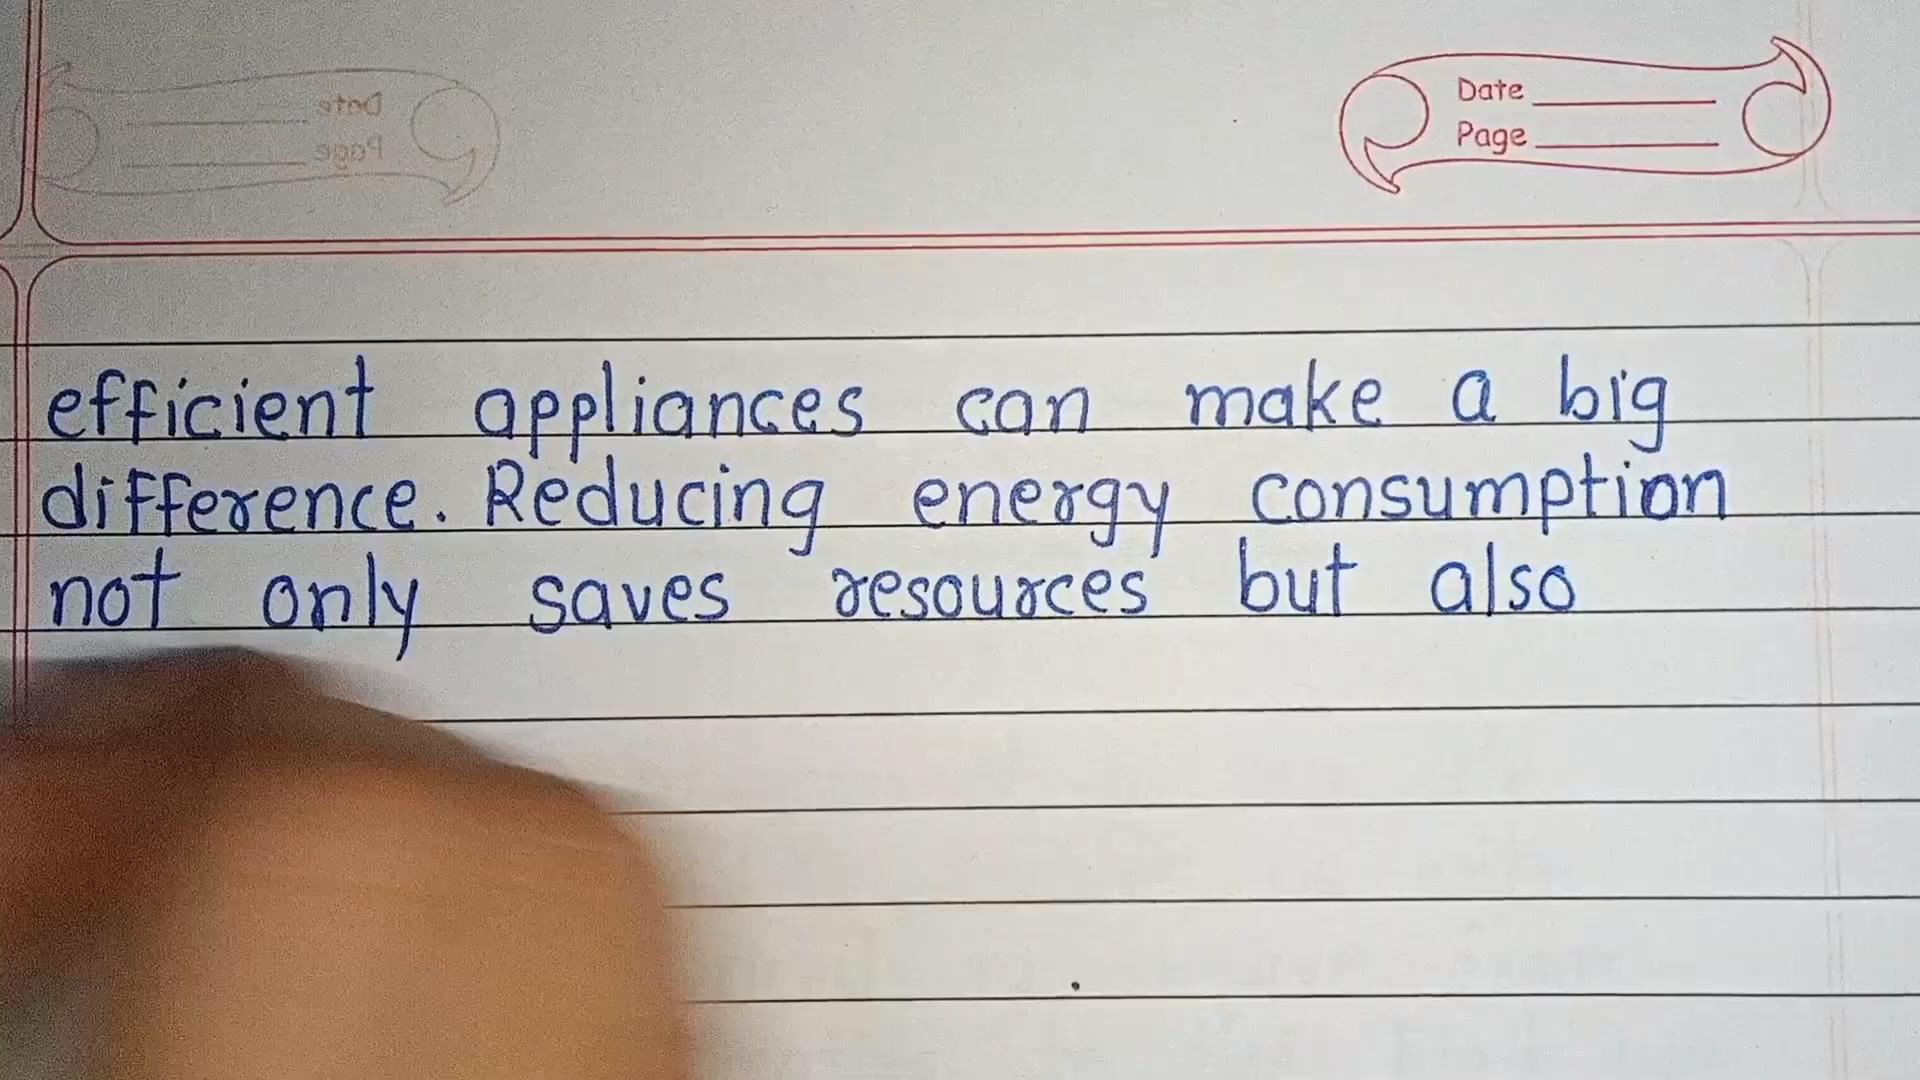 Date
Page
efficient appliances can make a big
difference. Reducing energy consumption
not only saves resources but also